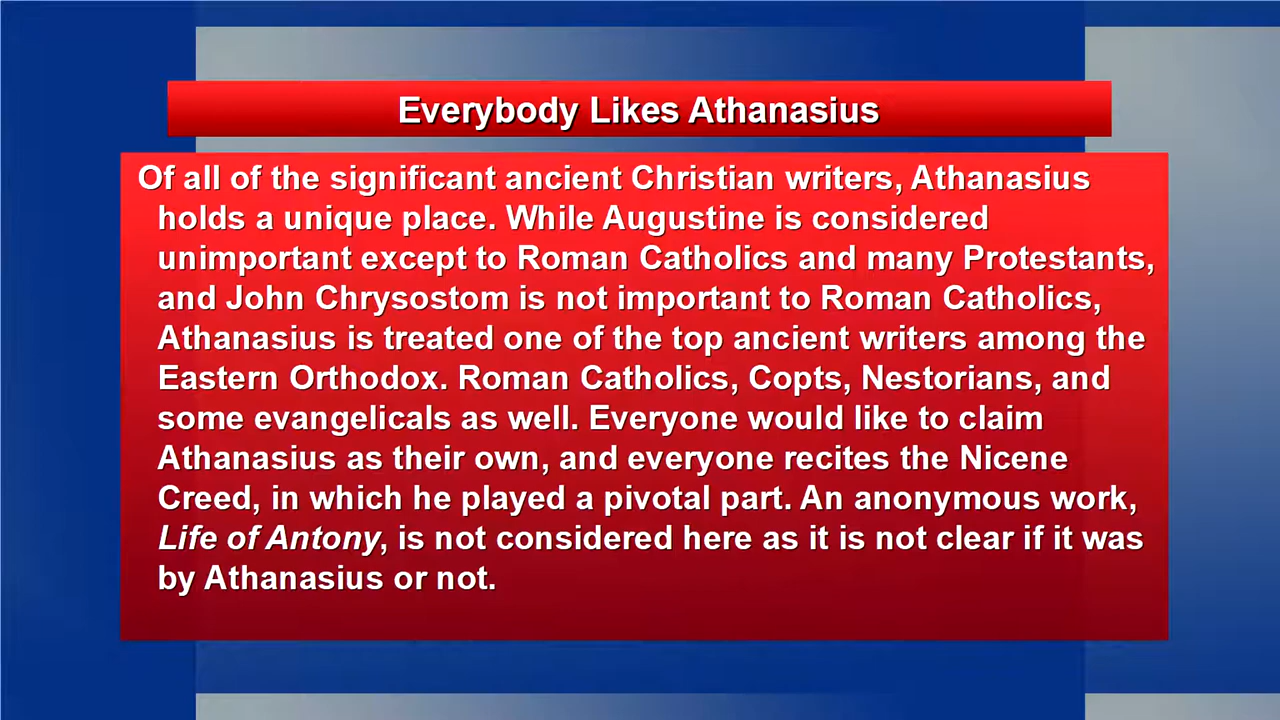 Everybody Likes Athanasius
Of all of the significant ancient Christian writers, Athanasius
holds a unique place. While Augustine is considered
unimportant except to Roman Catholics and many Protestants,
and John Chrysostom is not important to Roman Catholics,
Athanasius is treated one of the top ancient writers among the
Eastern Orthodox. Roman Catholics, Copts, Nestorians, and
some evangelicals as well. Everyone would like to claim
Athanasius as their own, and everyone recites the Nicene
Creed, in which he played a pivotal part. An anonymous work,
Life of Antony, is not considered here as it is not clear if it was
by Athanasius or not.